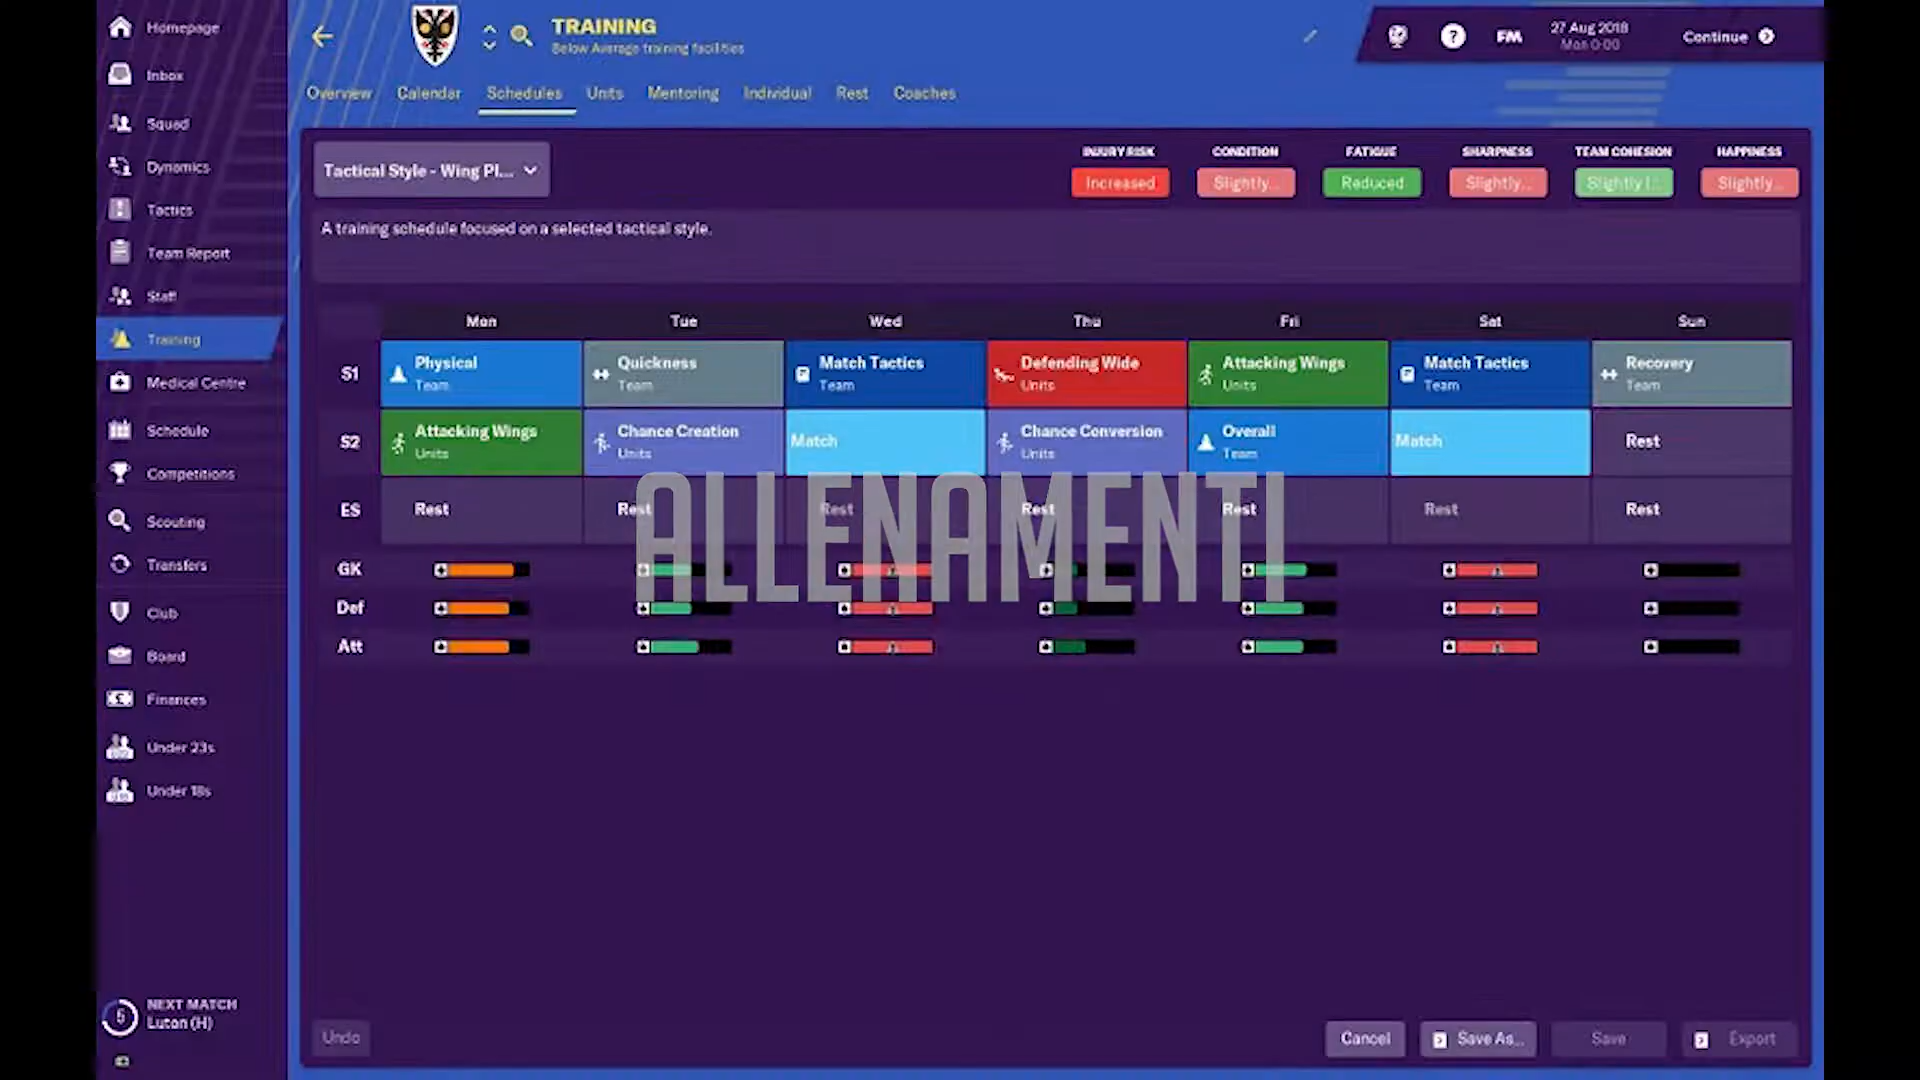 Homepage
Inbox
Squad
Dynamics
Tactics
Team Report
Staff
Training
Medical Centre
Schedule
Competitions
Scouting
Transfers
Club
Board
Finances
Under 23s
Under 18s
5
NEXT MATCH
Luton (H)
TRAINING
Below Average training facilities
? FM
27 Aug 2018
Mon 0:00
Continue
Overview Calendar Schedules Units Mentoring Individual Rest Coaches
Tactical Style - Wing Pl...
INJURY RISK CONDITION FATIGUE SHARPNESS TEAM COHESION HAPPINESS
Increased Slightly... Reduced Slightly... Slightly I... Slightly...
A training schedule focused on a selected tactical style.
Mon Tue Wed Thu Fri Sat Sun
S1
Physical Quickness Match Tactics Defending Wide Attacking Wings Match Tactics Recovery
Team Team Team Units Units Team Team
S2
Attacking Wings Chance Creation Match Chance Conversion Overall Match Rest
Units Units Units Team
ES Rest Rest Rest Rest Rest Rest Rest
ALLENAMENTI
GK
Def
Att
Undo Cancel Save As... Save Export